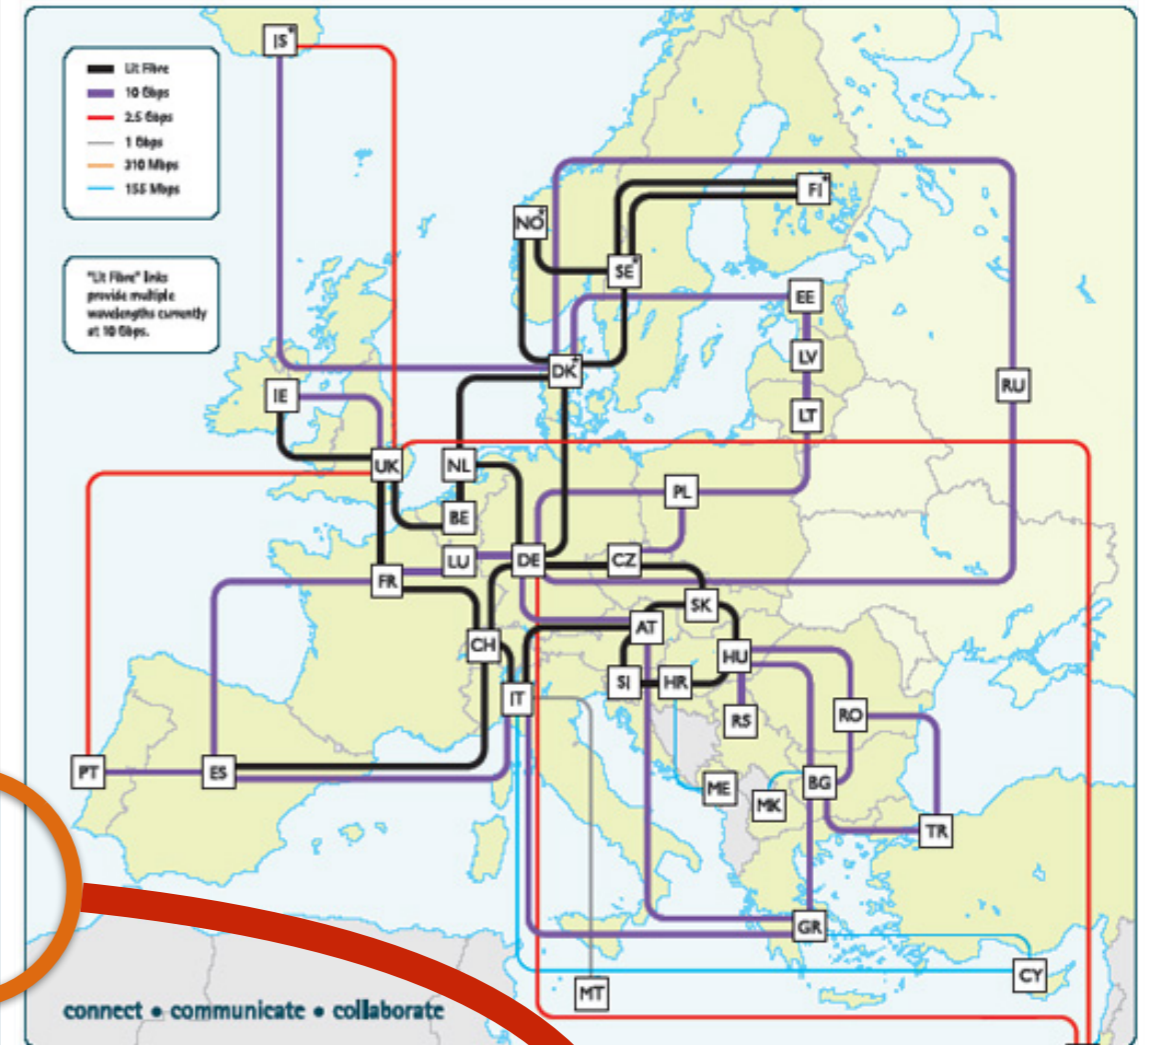 IS*
Lit Fibre
10 Gbps
2.5 Gbps
1 Gbps
310 Mbps
155 Mbps
FI*
NO*
SE*
"Lit Fibre" links
provide multiple
wavelengths currently
at 10 Gbps.
EE
LV
DK*
RU
IE
LT
UK
NL
PL
BE
LU
DE
CZ
FR
SK
AT
CH
HU
SI
HR
IT
RS
RO
PT
ES
ME
MK
BG
TR
GR
CY
MT
connect • communicate • collaborate